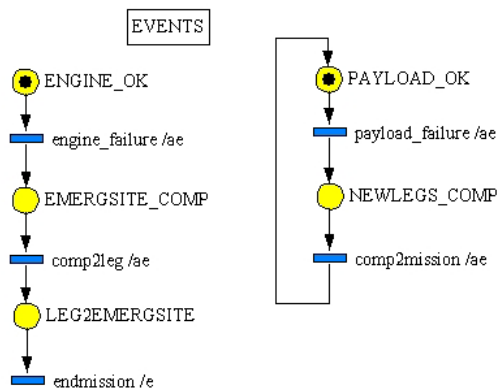 EVENTS
ENGINE_OK
engine_failure /ae
EMERGSITE_COMP
comp2leg /ae
LEG2EMERGSITE
endmission /e
PAYLOAD_OK
payload_failure /ae
NEWLEGS_COMP
comp2mission /ae